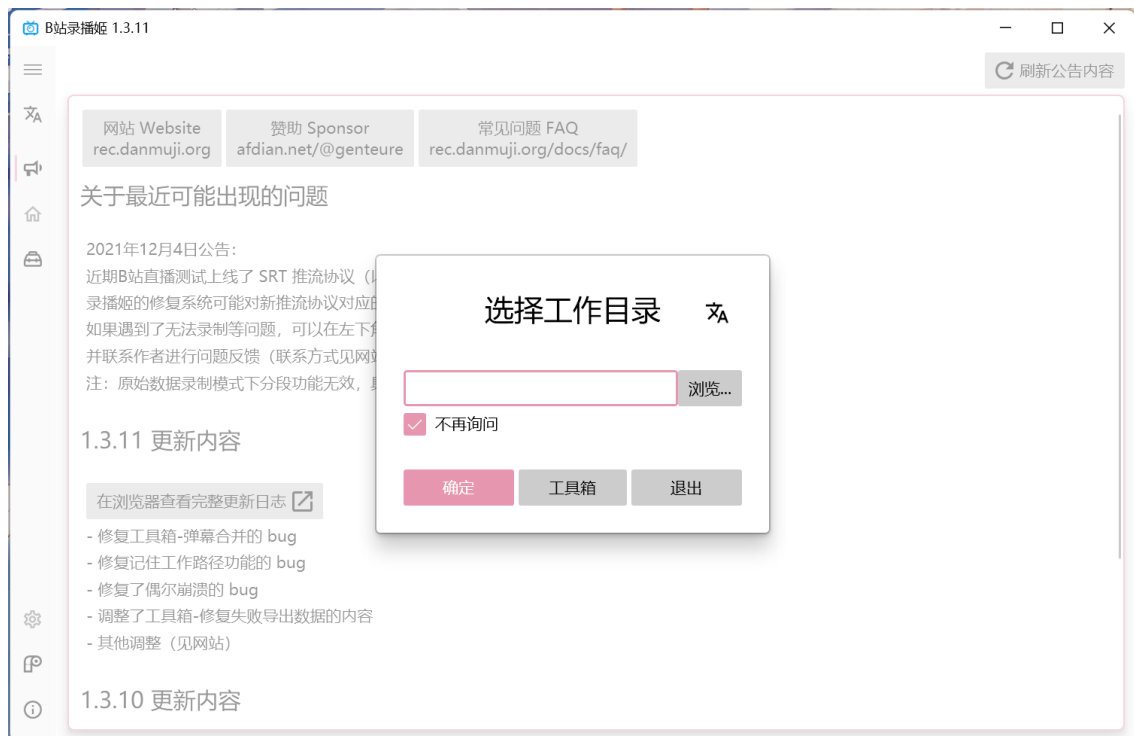 B站录播姬 1.3.11
刷新公告内容
网站 Website
rec.danmuji.org
赞助 Sponsor
afdian.net/@genteure
常见问题 FAQ
rec.danmuji.org/docs/faq/
关于最近可能出现的问题
2021年12月4日公告:
近期B站直播测试上线了 SRT 推流协议（
录播姬的修复系统可能对新推流协议对应
如果遇到了无法录制等问题，可以在左下
并联系作者进行问题反馈（联系方式见网
注：原始数据录制模式下分段功能无效，
选择工作目录
浏览...
不再询问
确定
工具箱
退出
1.3.11 更新内容
在浏览器查看完整更新日志
- 修复工具箱-弹幕合并的 bug
- 修复记住工作路径功能的 bug
- 修复了偶尔崩溃的 bug
- 调整了工具箱-修复失败导出数据的内容
- 其他调整（见网站）
1.3.10 更新内容